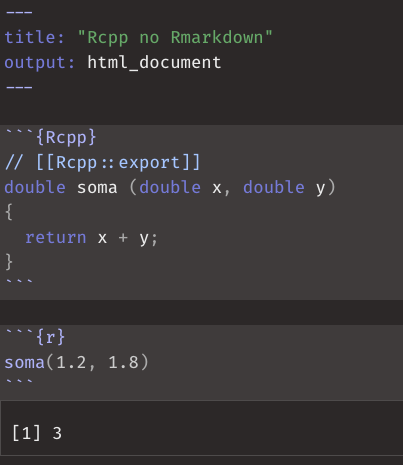 ---
title: "Rcpp no Rmarkdown"
output: html_document
---
```{Rcpp}
// [[Rcpp::export]]
double soma (double x, double y)
{
  return x + y;
}
```
```{r}
soma(1.2, 1.8)
```
[1] 3